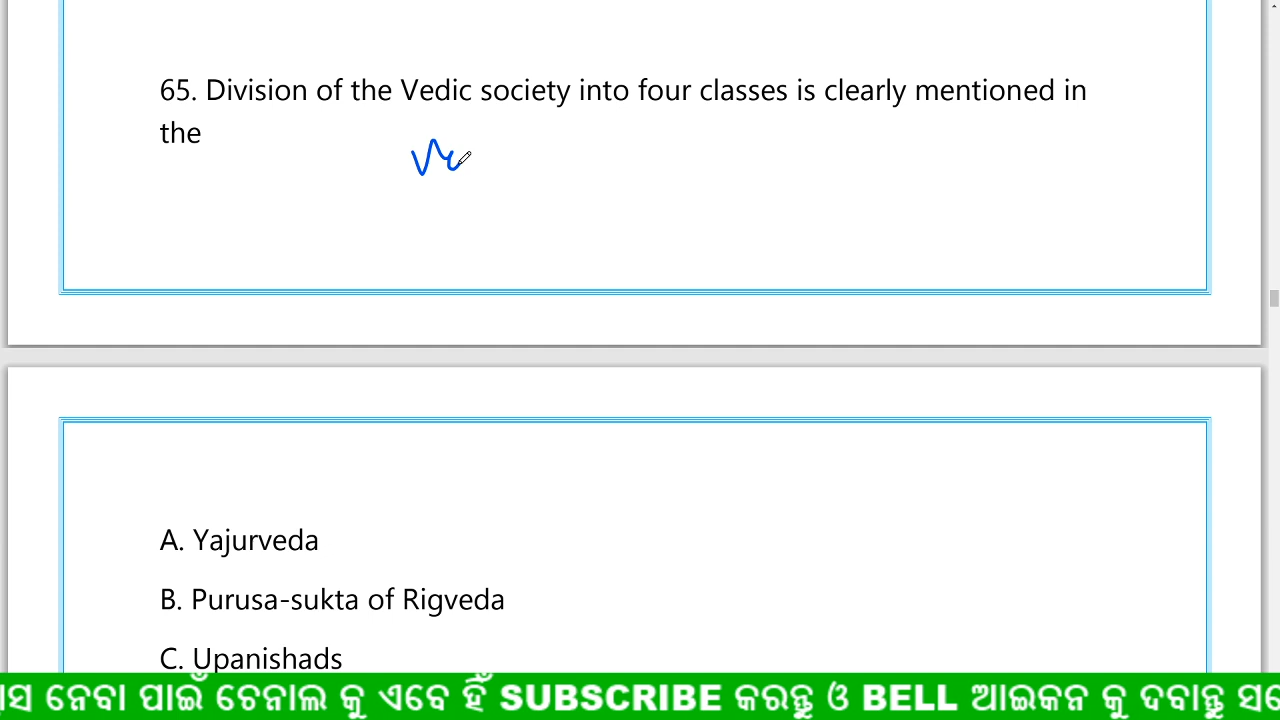 65. Division of the Vedic society into four classes is clearly mentioned in
the
A. Yajurveda
B. Purusa-sukta of Rigveda
C. Upanishads
ନେବା ପାଇଁ ଚେନାଲ କୁ ଏବେ ହିଁ SUBSCRIBE କରନ୍ତୁ ଓ BELL ଆଇକନ କୁ ଦବାନ୍ତୁ